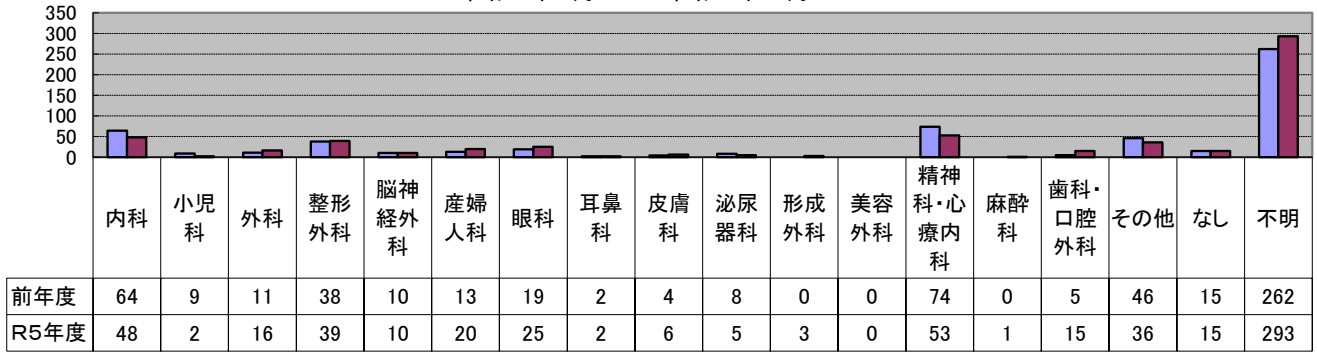 350
300
250
200
150
100
50
0
内科 小児科 外科 整形外科 脳神経外科 産婦人科 眼科 耳鼻科 皮膚科 泌尿器科 形成外科 美容外科 精神科・心療内科 麻酔科 歯科・口腔外科 その他 なし 不明
前年度 64 9 11 38 10 13 19 2 4 8 0 0 74 0 5 46 15 262
R5年度 48 2 16 39 10 20 25 2 6 5 3 0 53 1 15 36 15 293